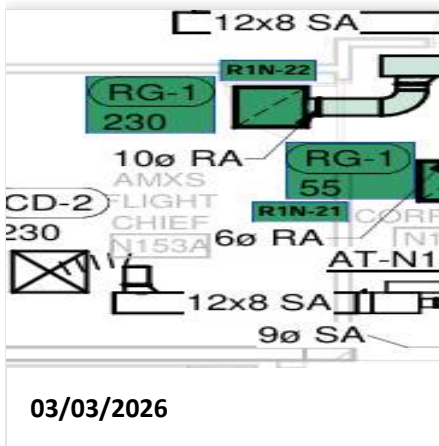 12x8 SA
R1N-22
RG-1
230
10ø RA
RG-1
55
AMXS
FLIGHT
CHIEF
N153A
R1N-21
CD-2
230
6ø RA
AT-N1
12x8 SA
9ø SA
03/03/2026